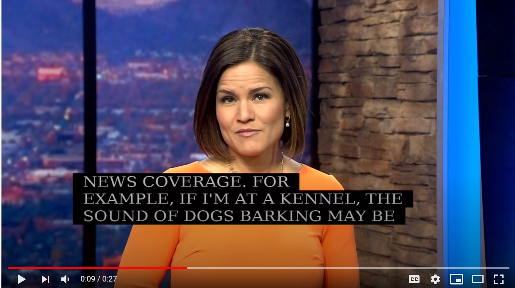 NEWS COVERAGE. FOR
EXAMPLE, IF I'M AT A KENNEL, THE
SOUND OF DOGS BARKING MAY BE
0:09 / 0:27